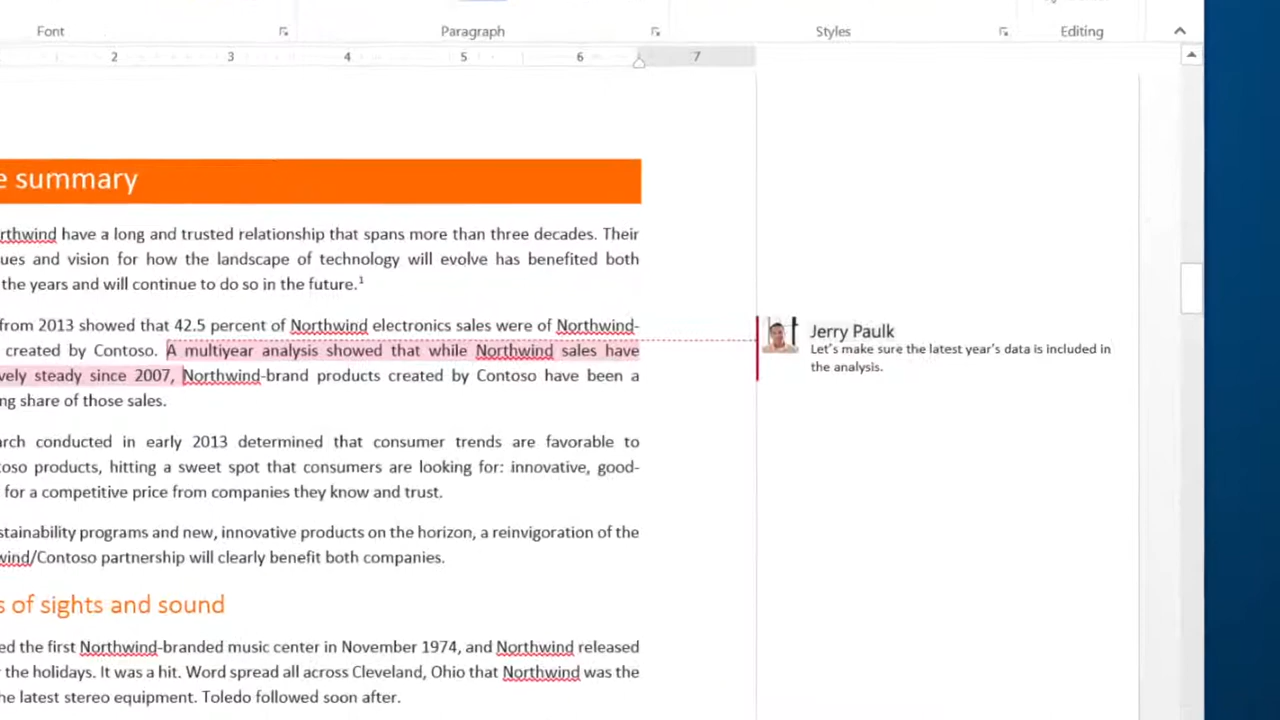 Font
Paragraph
Styles
Editing
2
3
4
5
6
7
e summary
rthwind have a long and trusted relationship that spans more than three decades. Their
ues and vision for how the landscape of technology will evolve has benefited both
the years and will continue to do so in the future.¹
from 2013 showed that 42.5 percent of Northwind electronics sales were of Northwind-
created by Contoso. A multiyear analysis showed that while Northwind sales have
vely steady since 2007, Northwind-brand products created by Contoso have been a
ng share of those sales.
Jerry Paulk
Let's make sure the latest year's data is included in
the analysis.
arch conducted in early 2013 determined that consumer trends are favorable to
toso products, hitting a sweet spot that consumers are looking for: innovative, good-
for a competitive price from companies they know and trust.
stainability programs and new, innovative products on the horizon, a reinvigoration of the
wind/Contoso partnership will clearly benefit both companies.
s of sights and sound
ed the first Northwind-branded music center in November 1974, and Northwind released
the holidays. It was a hit. Word spread all across Cleveland, Ohio that Northwind was the
he latest stereo equipment. Toledo followed soon after.